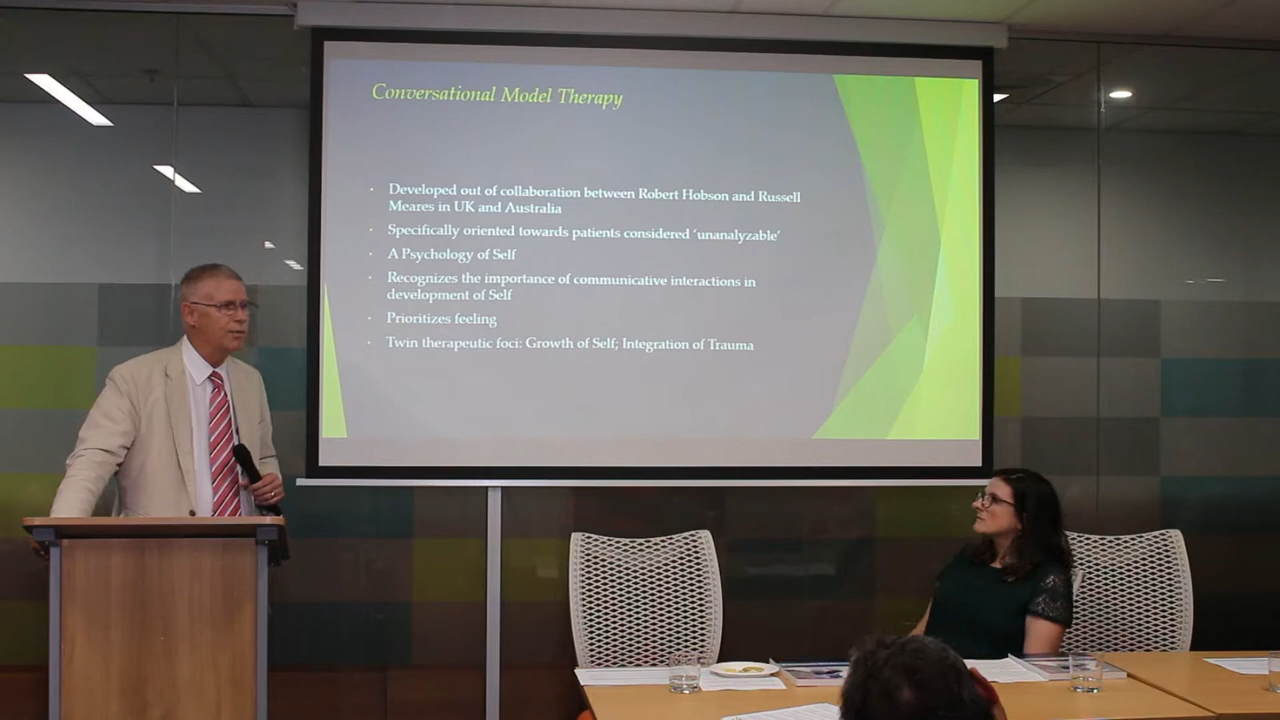 Conversational Model Therapy
• Developed out of collaboration between Robert Hobson and Russell
Meares in UK and Australia
• Specifically oriented towards patients considered ‘unanalyzable’
• A Psychology of Self
• Recognizes the importance of communicative interactions in
development of Self
• Prioritizes feeling
• Twin therapeutic foci: Growth of Self; Integration of Trauma